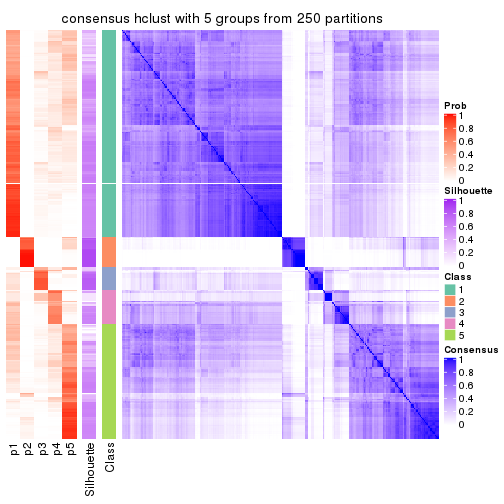 consensus hclust with 5 groups from 250 partitions
Prob
1
0.8
0.6
0.4
0.2
0
Silhouette
1
0.8
0.6
0.4
0.2
0
Class
1
2
3
4
5
Consensus
1
0.8
0.6
0.4
0.2
0
p1
p2
p3
p4
p5
Silhouette
Class